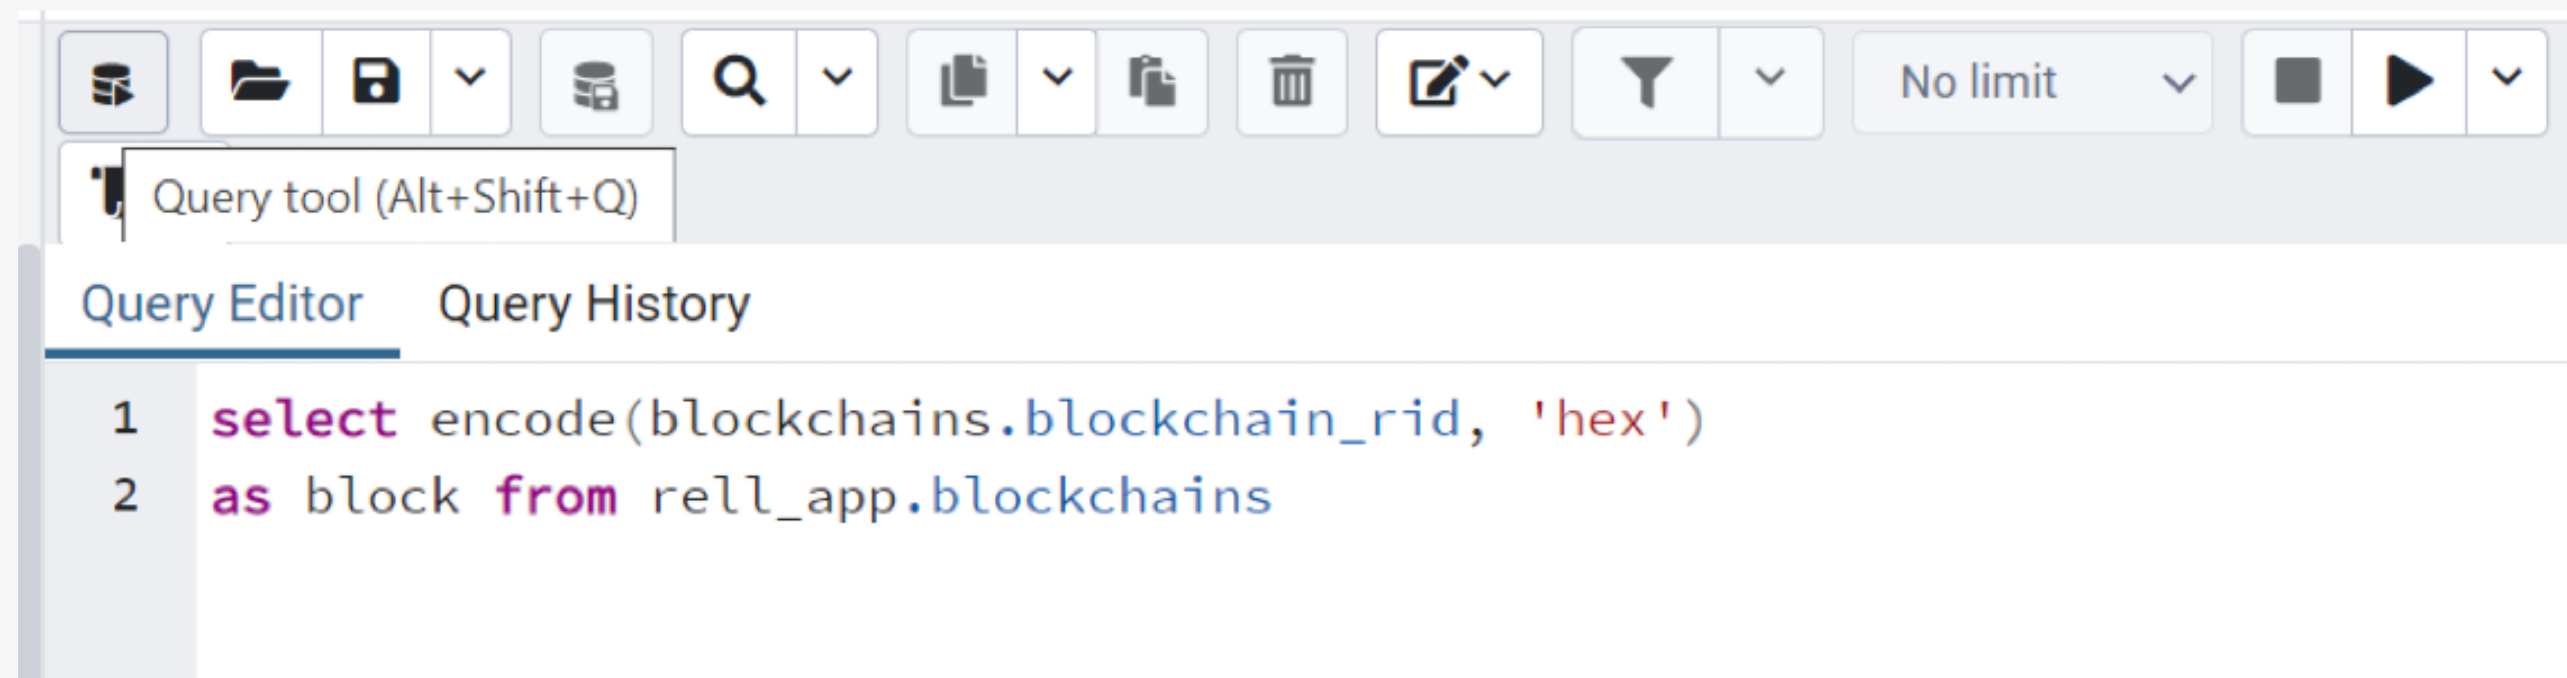 No limit
Query tool (Alt+Shift+Q)
Query Editor Query History
1 select encode(blockchains.blockchain_rid, 'hex')
2 as block from rell_app.blockchains